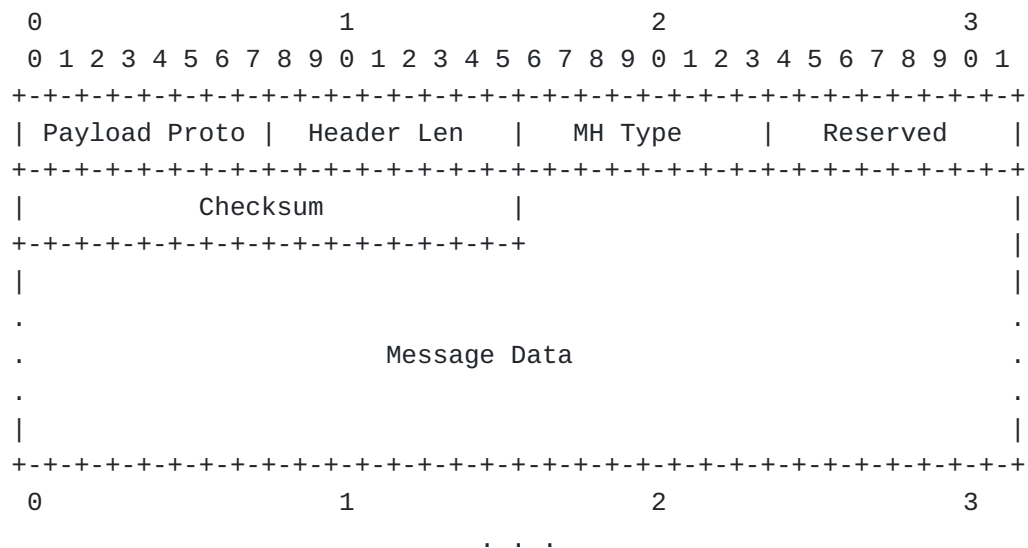 0                   1                   2                   3
 0 1 2 3 4 5 6 7 8 9 0 1 2 3 4 5 6 7 8 9 0 1 2 3 4 5 6 7 8 9 0 1
+-+-+-+-+-+-+-+-+-+-+-+-+-+-+-+-+-+-+-+-+-+-+-+-+-+-+-+-+-+-+-+-+
| Payload Proto |  Header Len   |   MH Type     |   Reserved    |
+-+-+-+-+-+-+-+-+-+-+-+-+-+-+-+-+-+-+-+-+-+-+-+-+-+-+-+-+-+-+-+-+
|           Checksum            |                               |
+-+-+-+-+-+-+-+-+-+-+-+-+-+-+-+-+                               |
|                                                               |
.                                                               .
.                       Message Data                            .
.                                                               .
|                                                               |
+-+-+-+-+-+-+-+-+-+-+-+-+-+-+-+-+-+-+-+-+-+-+-+-+-+-+-+-+-+-+-+-+
 0                   1                   2                   3
                              . . .